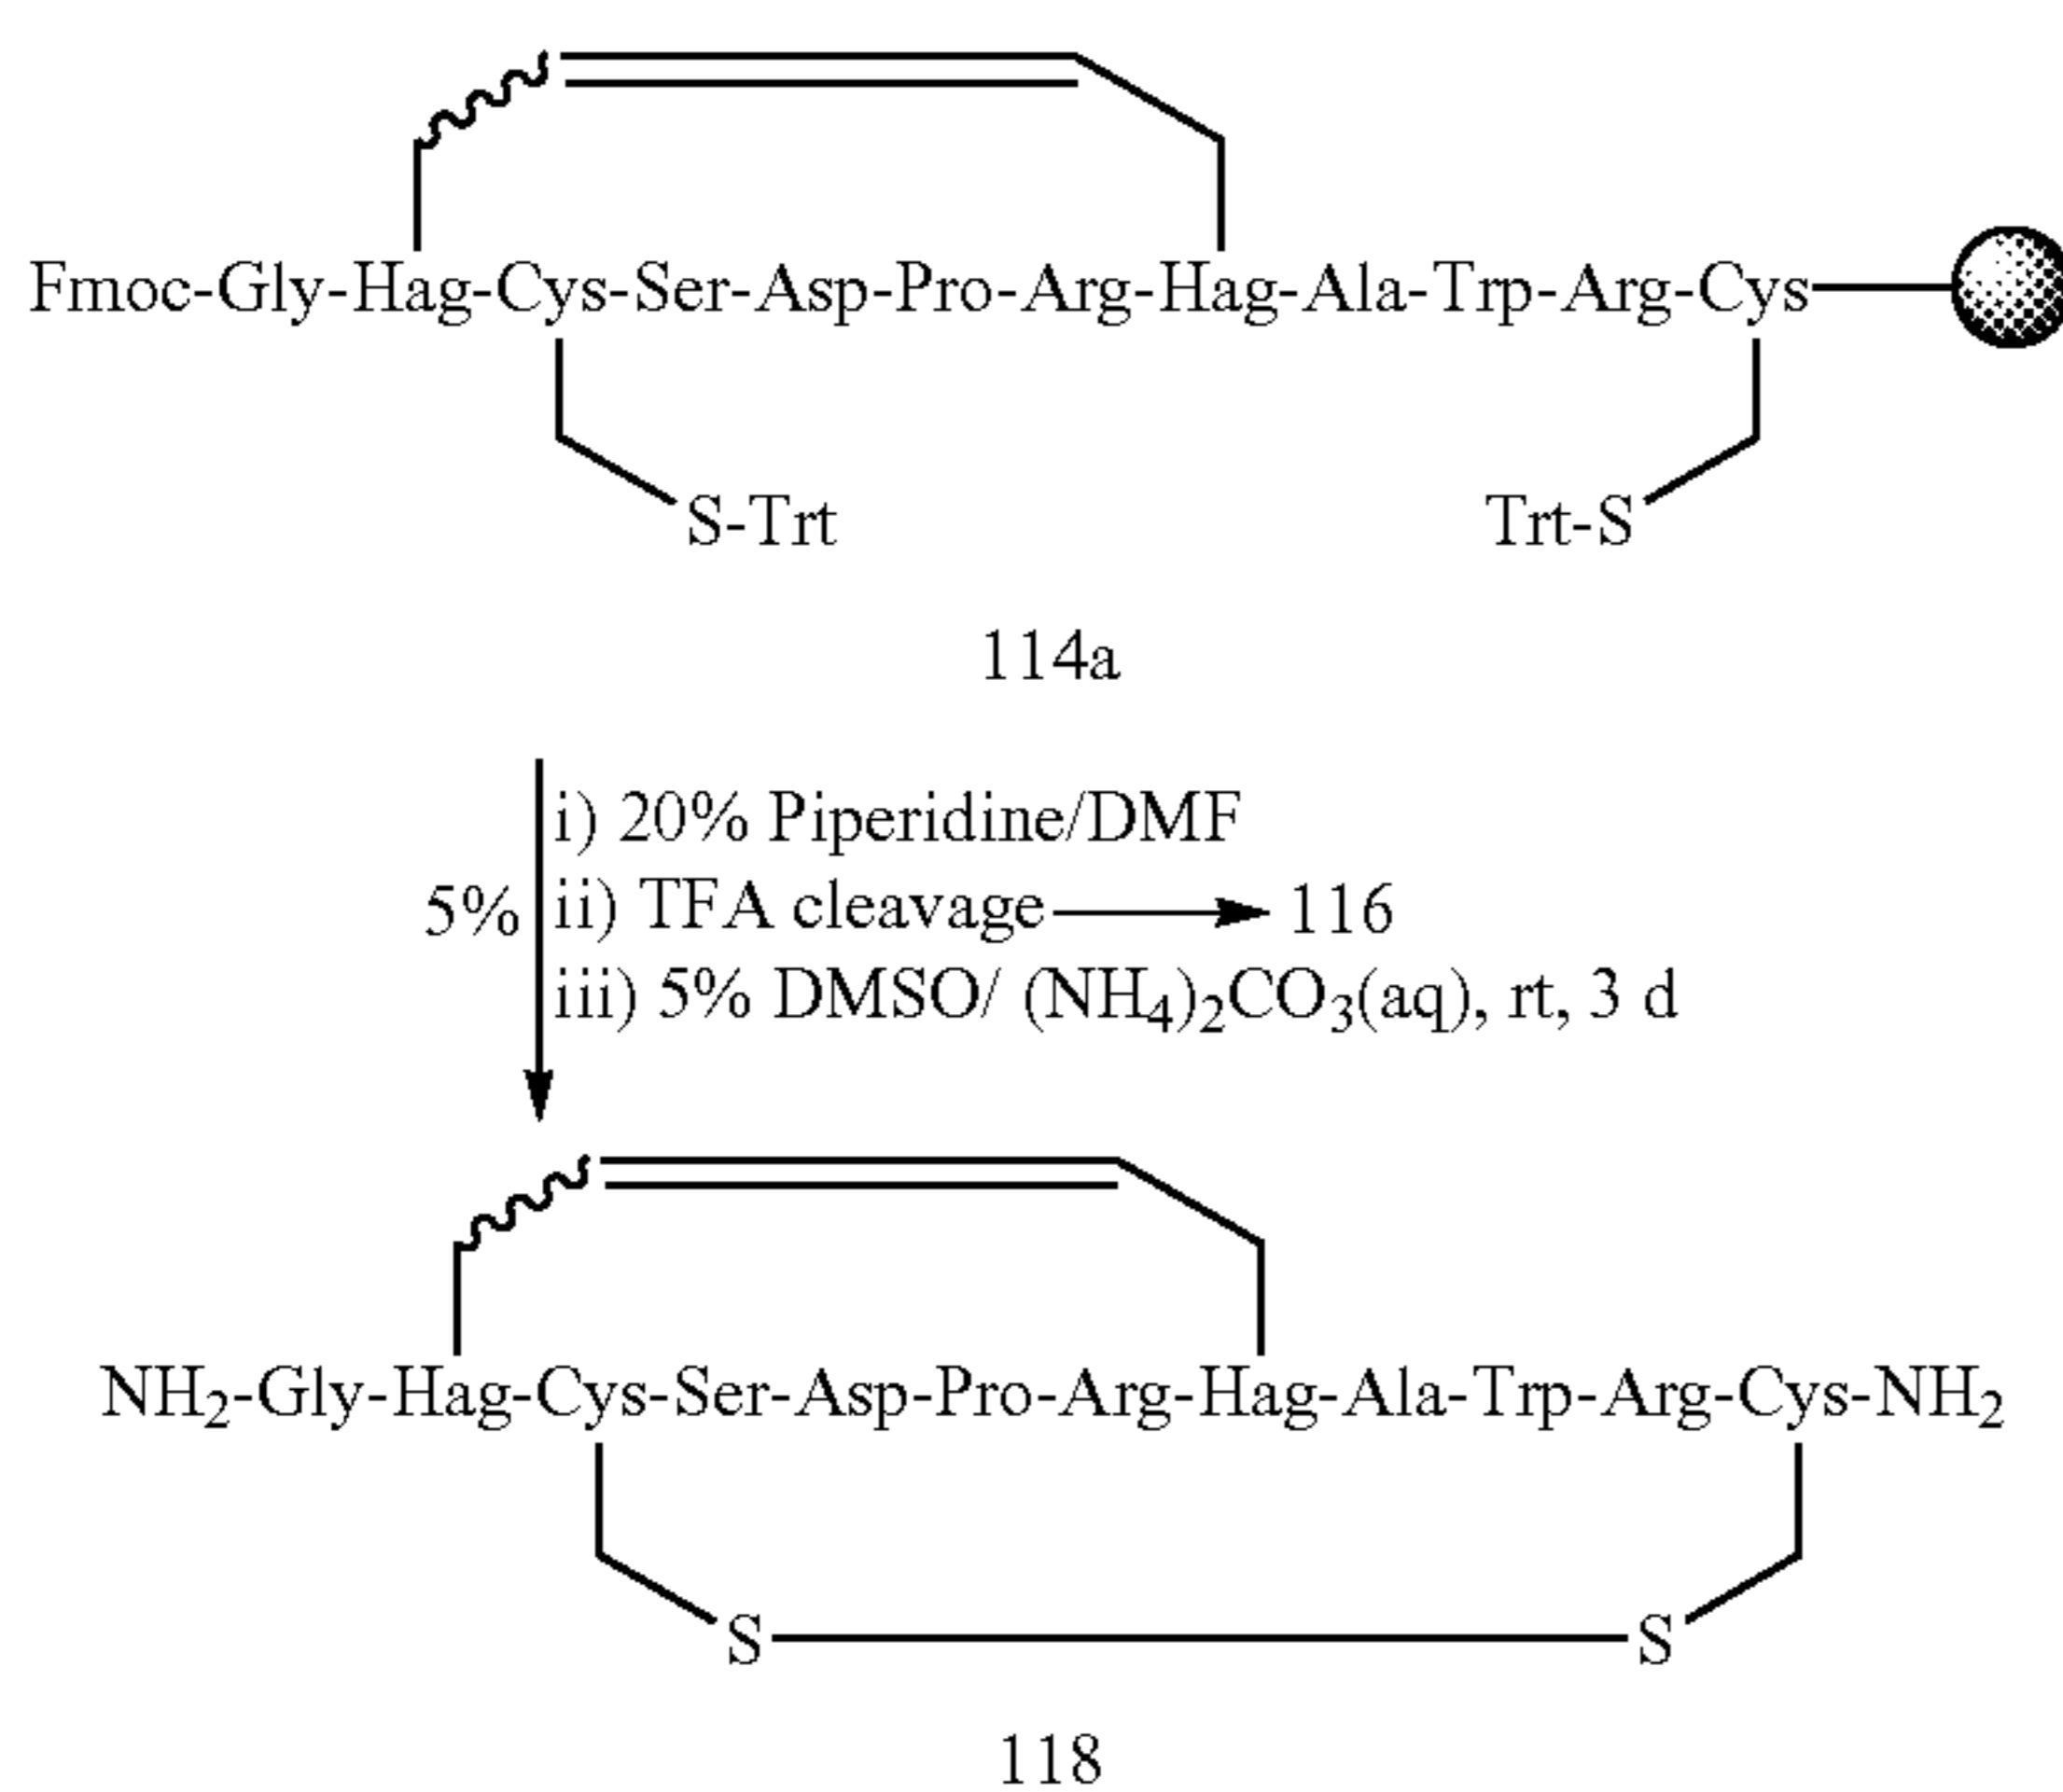 Fmoc-Gly-Hag-Cys-Ser-Asp-Pro-Arg-Hag-Ala-Trp-Arg-Cys
S-Trt Trt-S
114a
i) 20% Piperidine/DMF
5% ii) TFA cleavage 116
iii) 5% DMSO/ (NH4)2CO3(aq), rt, 3 d
NH2-Gly-Hag-Cys-Ser-Asp-Pro-Arg-Hag-Ala-Trp-Arg-Cys-NH2
S S
118